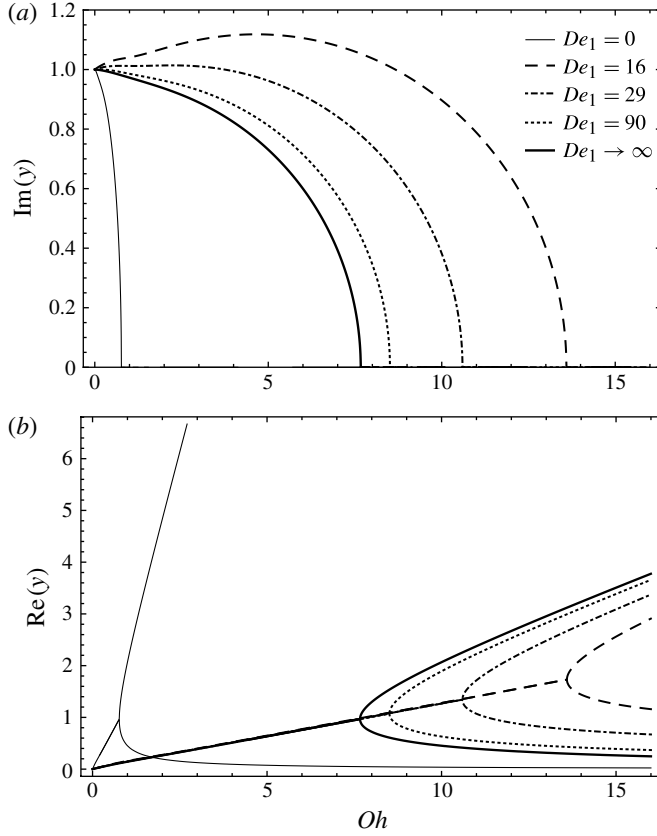 (a)
1.2
1.0
0.8
0.6
0.4
0.2
0
Im(y)
De₁ = 0
De₁ = 16
De₁ = 29
De₁ = 90
De₁ → ∞
0 5 10 15
(b)
6
5
4
3
2
1
0
Re(y)
0 5 10 15
Oh